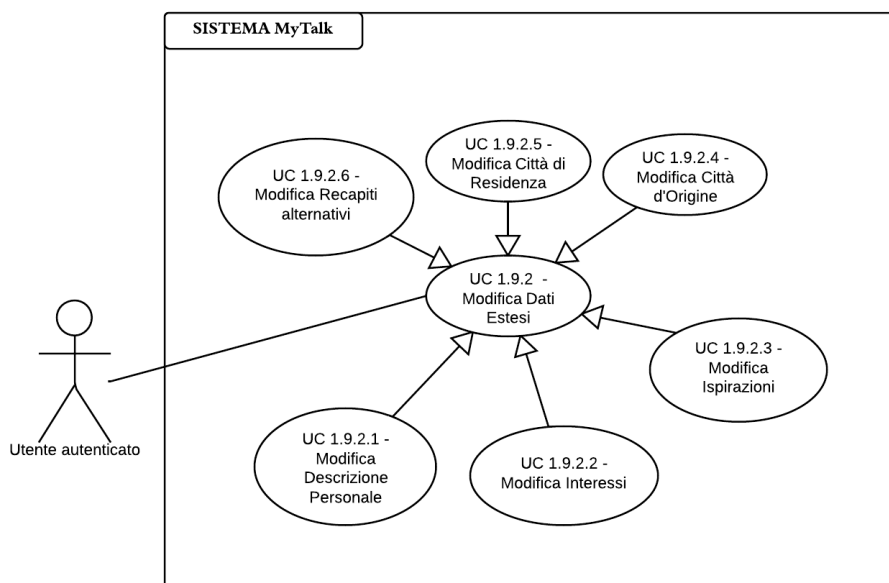 SISTEMA MyTalk
UC 1.9.2.6 -
Modifica Recapiti
alternativi
UC 1.9.2.5 -
Modifica Città di
Residenza
UC 1.9.2.4 -
Modifica Città
d'Origine
UC 1.9.2 -
Modifica Dati
Estesi
UC 1.9.2.3 -
Modifica
Ispirazioni
Utente autenticato
UC 1.9.2.1 -
Modifica
Descrizione
Personale
UC 1.9.2.2 -
Modifica Interessi